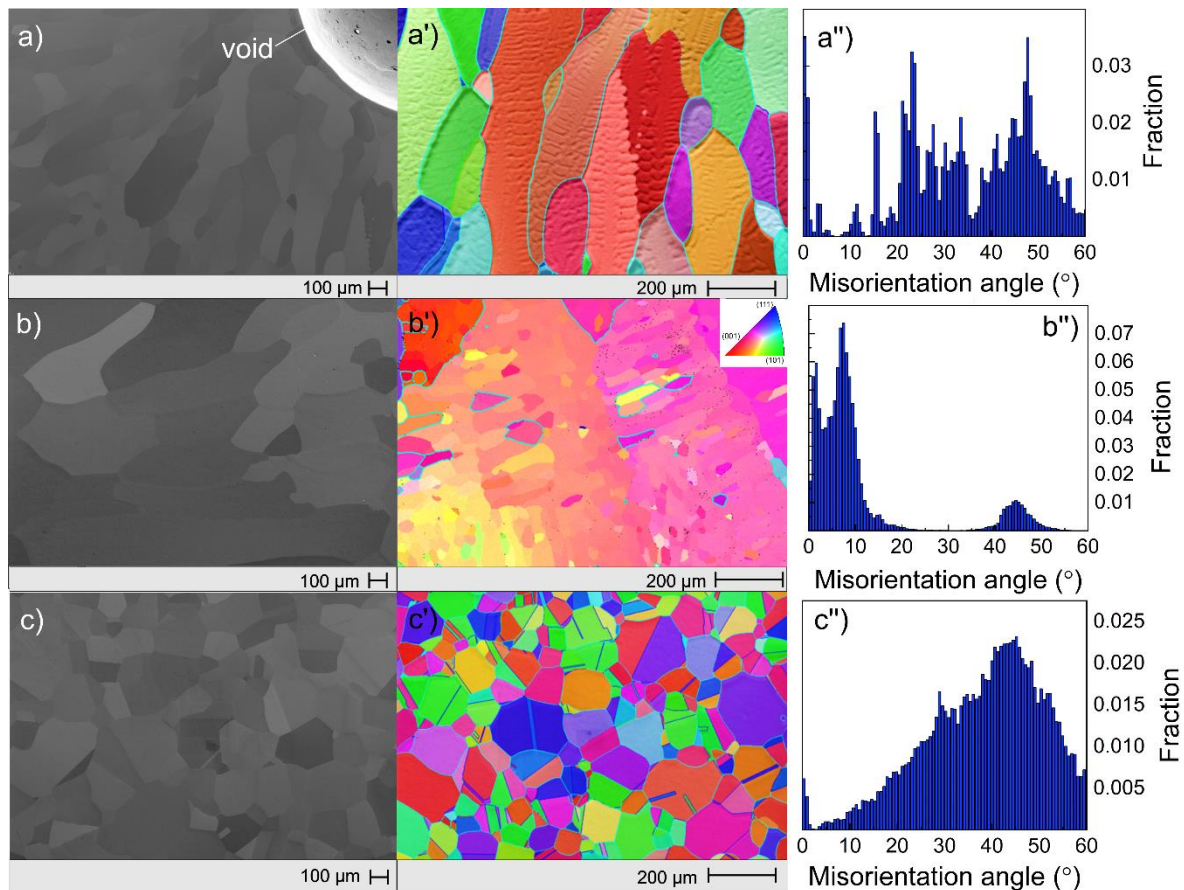 a)
void
100 µm
a')
200 µm
a'')
0.03
0.02
0.01
Fraction
0 10 20 30 40 50 60
Misorientation angle (°)
b)
100 µm
b')
(111)
(001)
(101)
200 µm
b'')
0.07
0.06
0.05
0.04
0.03
0.02
0.01
Fraction
0 10 20 30 40 50 60
Misorientation angle (°)
c)
100 µm
c')
200 µm
c'')
0.025
0.020
0.015
0.010
0.005
Fraction
0 10 20 30 40 50 60
Misorientation angle (°)